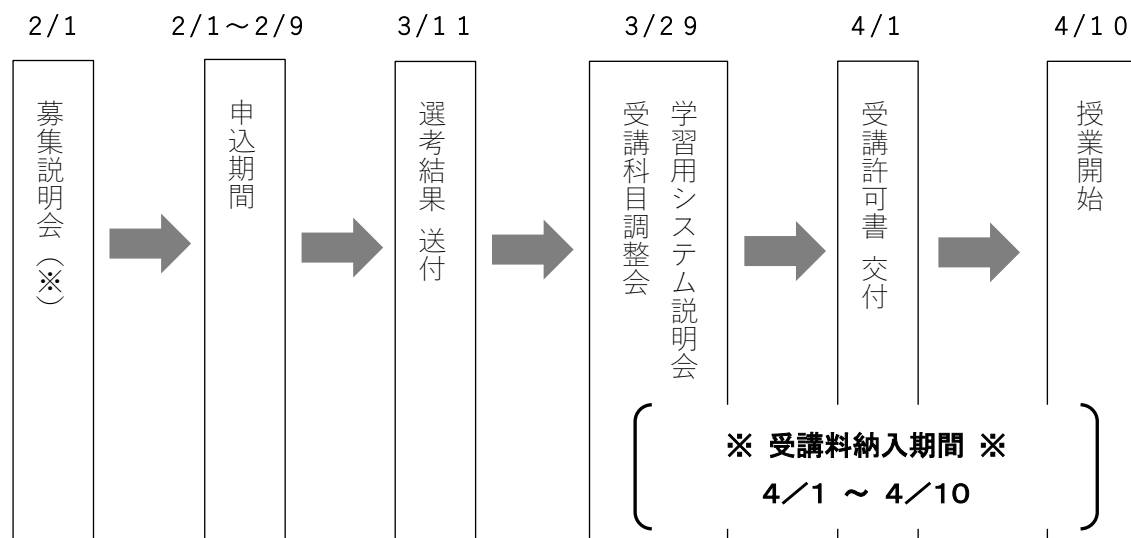 2/1
募集説明会（※）
2/1～2/9
申込期間
3/11
選考結果 送付
3/29
学習用システム説明会
受講科目調整会
4/1
受講許可書 交付
4/10
授業開始
※ 受講料納入期間 ※
4／1 ～ 4／10